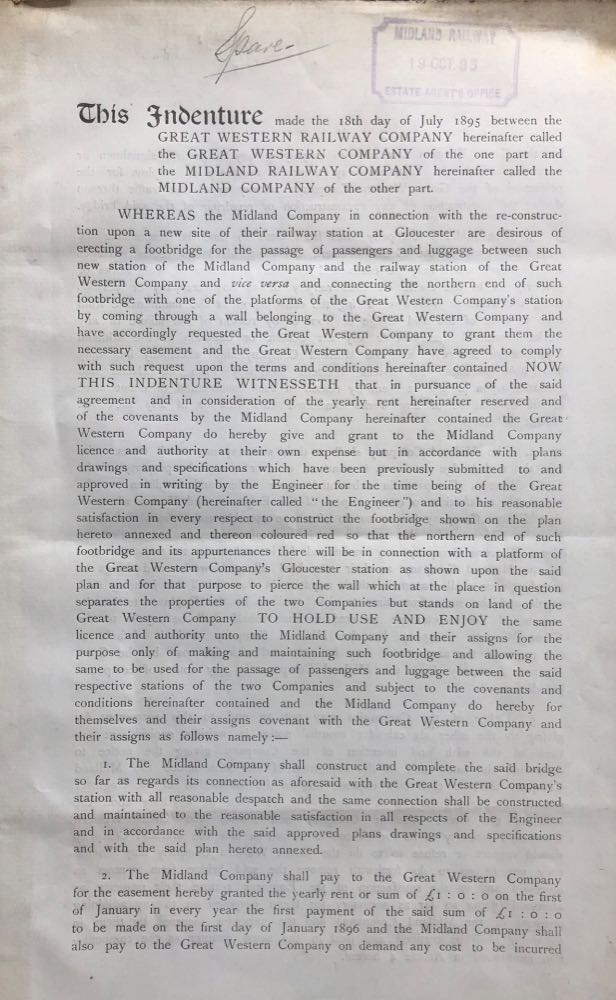 Spare.
MIDLAND RAILWAY
19 OCT. 95
ESTATE AGENT'S OFFICE
This Indenture made the 18th day of July 1895 between the
GREAT WESTERN RAILWAY COMPANY hereinafter called
the GREAT WESTERN COMPANY of the one part and
the MIDLAND RAILWAY COMPANY hereinafter called the
MIDLAND COMPANY of the other part.
WHEREAS the Midland Company in connection with the re-construc-
tion upon a new site of their railway station at Gloucester are desirous of
erecting a footbridge for the passage of passengers and luggage between such
new station of the Midland Company and the railway station of the Great
Western Company and vice versa and connecting the northern end of such
footbridge with one of the platforms of the Great Western Company's station
by coming through a wall belonging to the Great Western Company and
have accordingly requested the Great Western Company to grant them the
necessary easement and the Great Western Company have agreed to comply
with such request upon the terms and conditions hereinafter contained NOW
THIS INDENTURE WITNESSETH that in pursuance of the said
agreement and in consideration of the yearly rent hereinafter reserved and
of the covenants by the Midland Company hereinafter contained the Great
Western Company do hereby give and grant to the Midland Company
licence and authority at their own expense but in accordance with plans
drawings and specifications which have been previously submitted to and
approved in writing by the Engineer for the time being of the Great
Western Company (hereinafter called "the Engineer") and to his reasonable
satisfaction in every respect to construct the footbridge shown on the plan
hereto annexed and thereon coloured red so that the northern end of such
footbridge and its appurtenances there will be in connection with a platform of
the Great Western Company's Gloucester station as shown upon the said
plan and for that purpose to pierce the wall which at the place in question
separates the properties of the two Companies but stands on land of the
Great Western Company TO HOLD USE AND ENJOY the same
licence and authority unto the Midland Company and their assigns for the
purpose only of making and maintaining such footbridge and allowing the
same to be used for the passage of passengers and luggage between the said
respective stations of the two Companies and subject to the covenants and
conditions hereinafter contained and the Midland Company do hereby for
themselves and their assigns covenant with the Great Western Company and
their assigns as follows namely:—
1. The Midland Company shall construct and complete the said bridge
so far as regards its connection as aforesaid with the Great Western Company's
station with all reasonable despatch and the same connection shall be constructed
and maintained to the reasonable satisfaction in all respects of the Engineer
and in accordance with the said approved plans drawings and specifications
and with the said plan hereto annexed.
2. The Midland Company shall pay to the Great Western Company
for the easement hereby granted the yearly rent or sum of £1 : 0 : 0 on the first
of January in every year the first payment of the said sum of £1 : 0 : 0
to be made on the first day of January 1896 and the Midland Company shall
also pay to the Great Western Company on demand any cost to be incurred